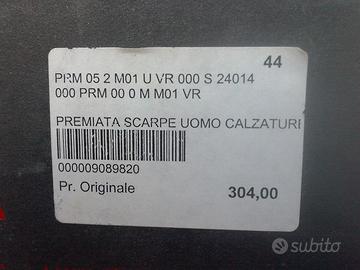 44
PRM 05 2 M01 U VR 000 S 24014
000 PRM 00 0 M M01 VR
PREMIATA SCARPE UOMO CALZATURE
000009089820
Pr. Originale 304,00
subito